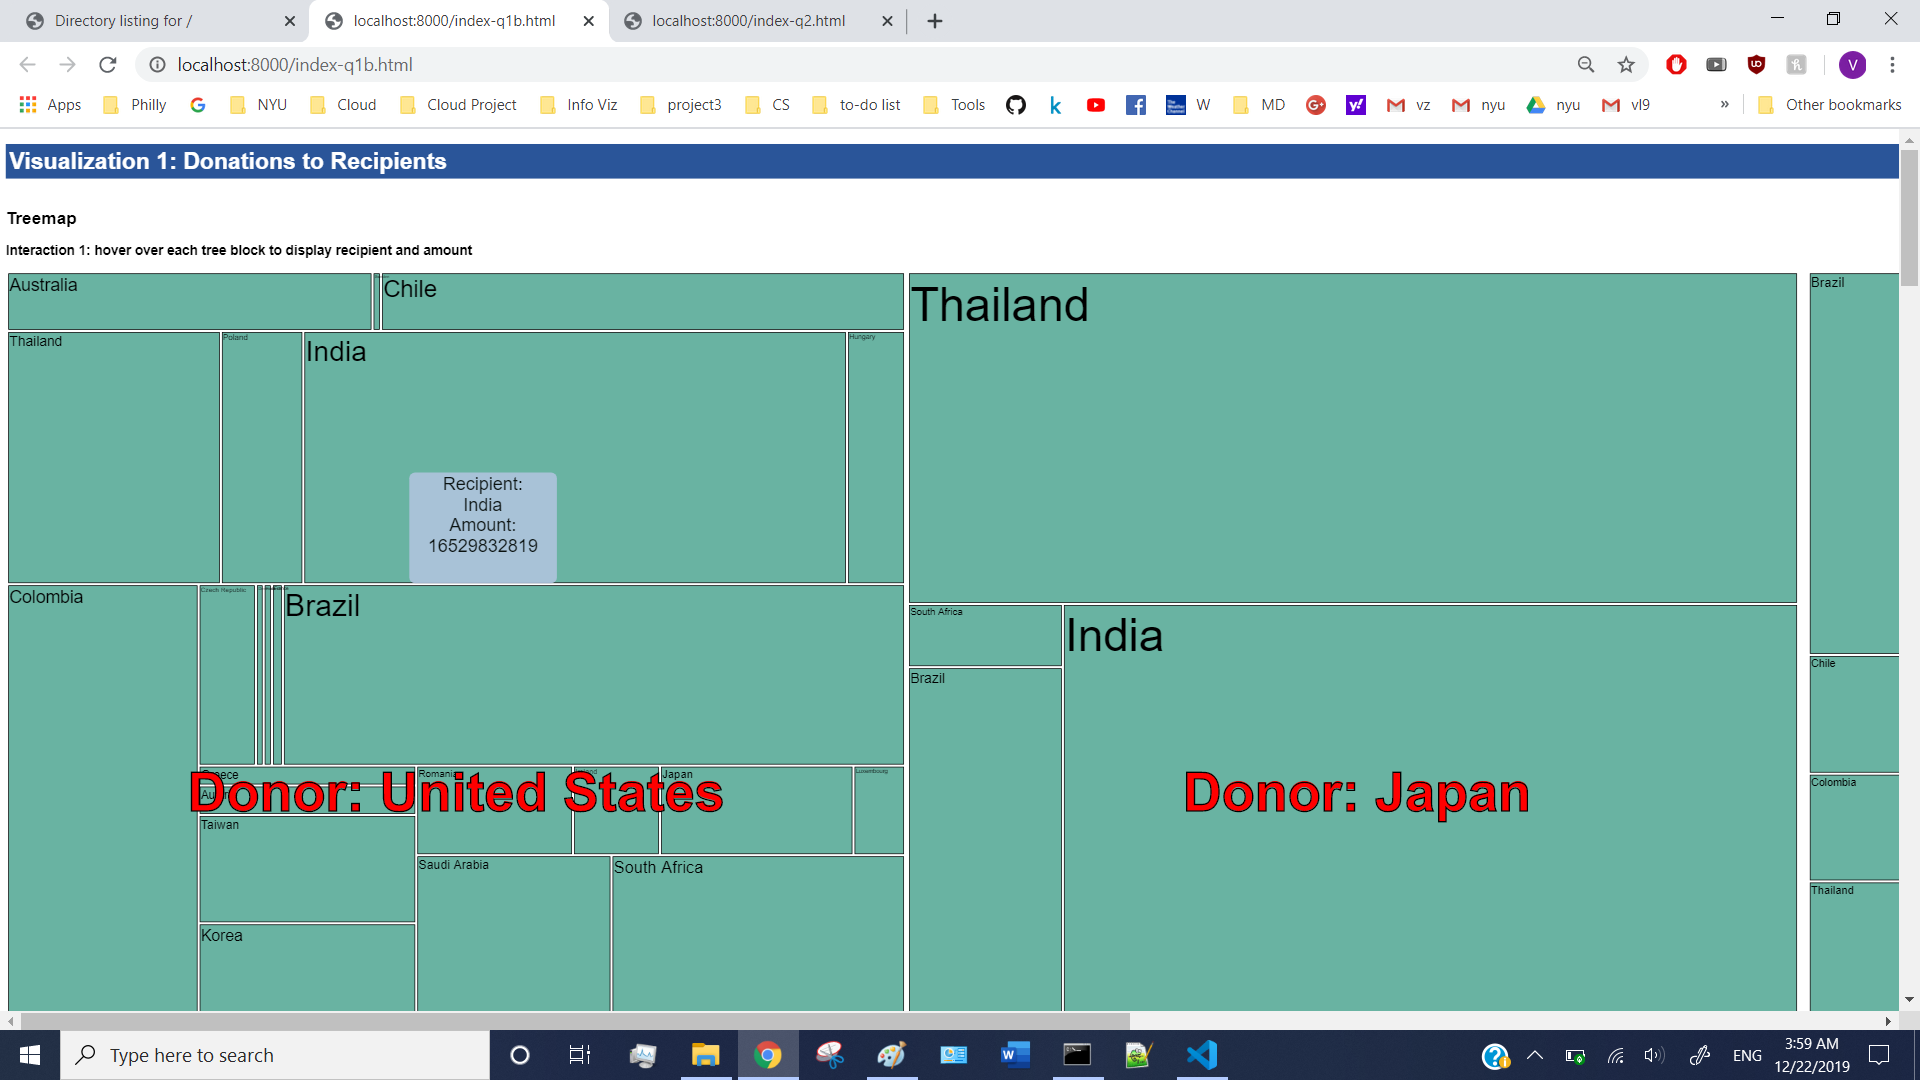 Directory listing for /
localhost:8000/index-q1b.html
localhost:8000/index-q2.html
localhost:8000/index-q1b.html
V
Apps
Philly
NYU
Cloud
Cloud Project
Info Viz
project3
CS
to-do list
Tools
W
MD
vz
nyu
nyu
vl9
»
Other bookmarks
Visualization 1: Donations to Recipients
Treemap
Interaction 1: hover over each tree block to display recipient and amount
Australia
Chile
Thailand
Brazil
Thailand
Poland
India
Hungary
Recipient:
India
Amount:
16529832819
Colombia
Czech Republic
Brazil
South Africa
India
Brazil
Chile
Greece
Romania
Japan
Luxembourg
Donor: United States
Donor: Japan
Colombia
Taiwan
Saudi Arabia
South Africa
Thailand
Korea
Type here to search
ENG
3:59 AM
12/22/2019